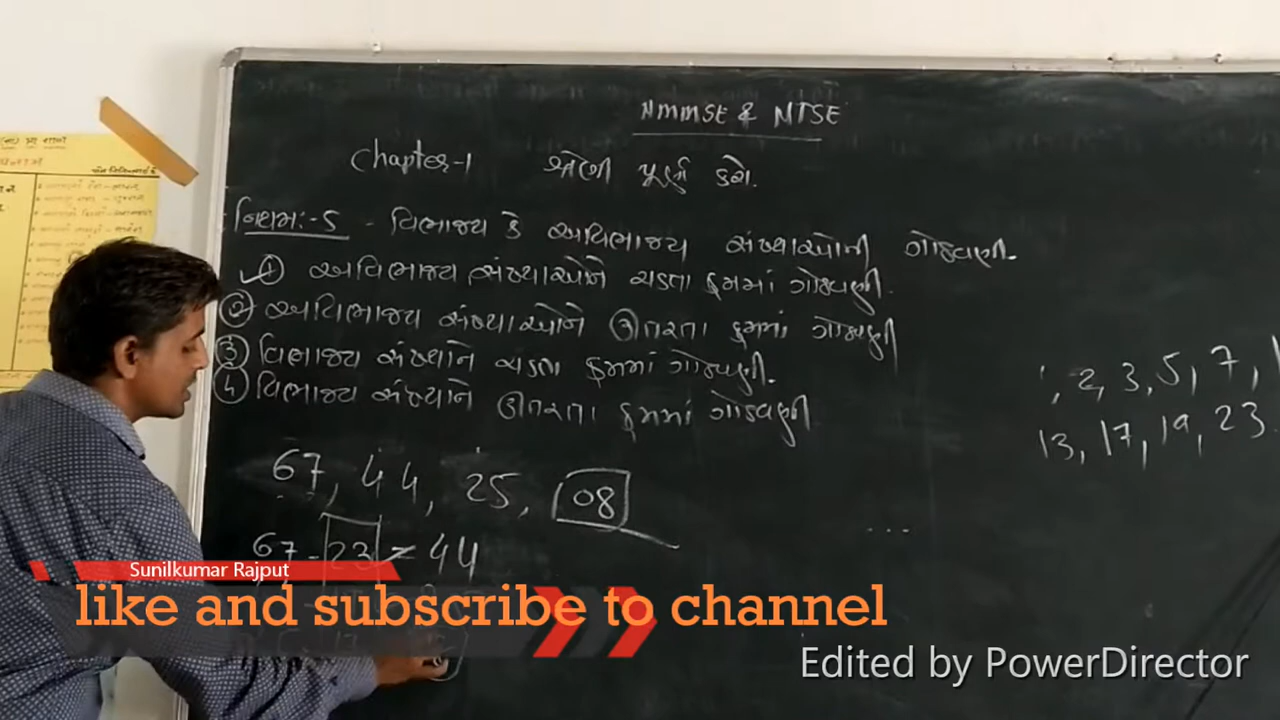 NMMSE & NTSE
Chapter-1 શ્રેણી પૂર્ણ કરો.
નિયમ:-5 - વિભાજ્ય કે અવિભાજ્ય સંખ્યાઓની ગોઠવણી.
① અવિભાજ્ય સંખ્યાઓને ચડતા ક્રમમાં ગોઠવણી.
② અવિભાજ્ય સંખ્યાઓને ઊતરતા ક્રમમાં ગોઠવણી
③ વિભાજ્ય સંખ્યાને ચડતા ક્રમમાં ગોઠવણી.
④ વિભાજ્ય સંખ્યાને ઊતરતા ક્રમમાં ગોઠવણી
, 2, 3, 5, 7,
13, 17, 19, 23.
67, 44, 25, 08
67 - 23 = 44
Sunilkumar Rajput
like and subscribe to channel
Edited by PowerDirector